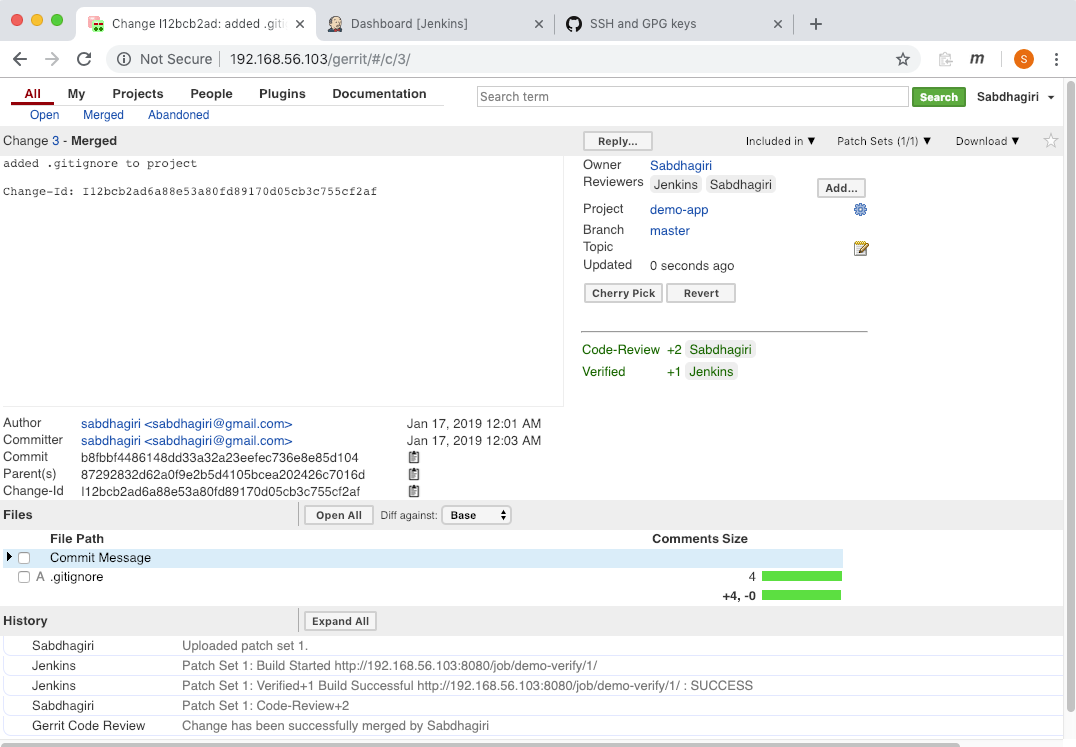 Change I12bcb2ad: added .giti
Dashboard [Jenkins]
SSH and GPG keys
Not Secure 192.168.56.103/gerrit/#/c/3/
m
S
All My Projects People Plugins Documentation
Search term
Search
Sabdhagiri
Open Merged Abandoned
Change 3 - Merged
Reply...
Included in ▼ Patch Sets (1/1) ▼ Download ▼
added .gitignore to project
Change-Id: I12bcb2ad6a88e53a80fd89170d05cb3c755cf2af
Owner Sabdhagiri
Reviewers Jenkins Sabdhagiri
Add...
Project demo-app
Branch master
Topic
Updated 0 seconds ago
Cherry Pick Revert
Code-Review +2 Sabdhagiri
Verified +1 Jenkins
Author sabdhagiri <sabdhagiri@gmail.com> Jan 17, 2019 12:01 AM
Committer sabdhagiri <sabdhagiri@gmail.com> Jan 17, 2019 12:03 AM
Commit b8fbbf4486148dd33a32a23eefec736e8e85d104
Parent(s) 87292832d62a0f9e2b5d4105bcea202426c7016d
Change-Id I12bcb2ad6a88e53a80fd89170d05cb3c755cf2af
Files Open All Diff against: Base
File Path Comments Size
Commit Message
A .gitignore 4
+4, -0
History Expand All
Sabdhagiri Uploaded patch set 1.
Jenkins Patch Set 1: Build Started http://192.168.56.103:8080/job/demo-verify/1/
Jenkins Patch Set 1: Verified+1 Build Successful http://192.168.56.103:8080/job/demo-verify/1/ : SUCCESS
Sabdhagiri Patch Set 1: Code-Review+2
Gerrit Code Review Change has been successfully merged by Sabdhagiri